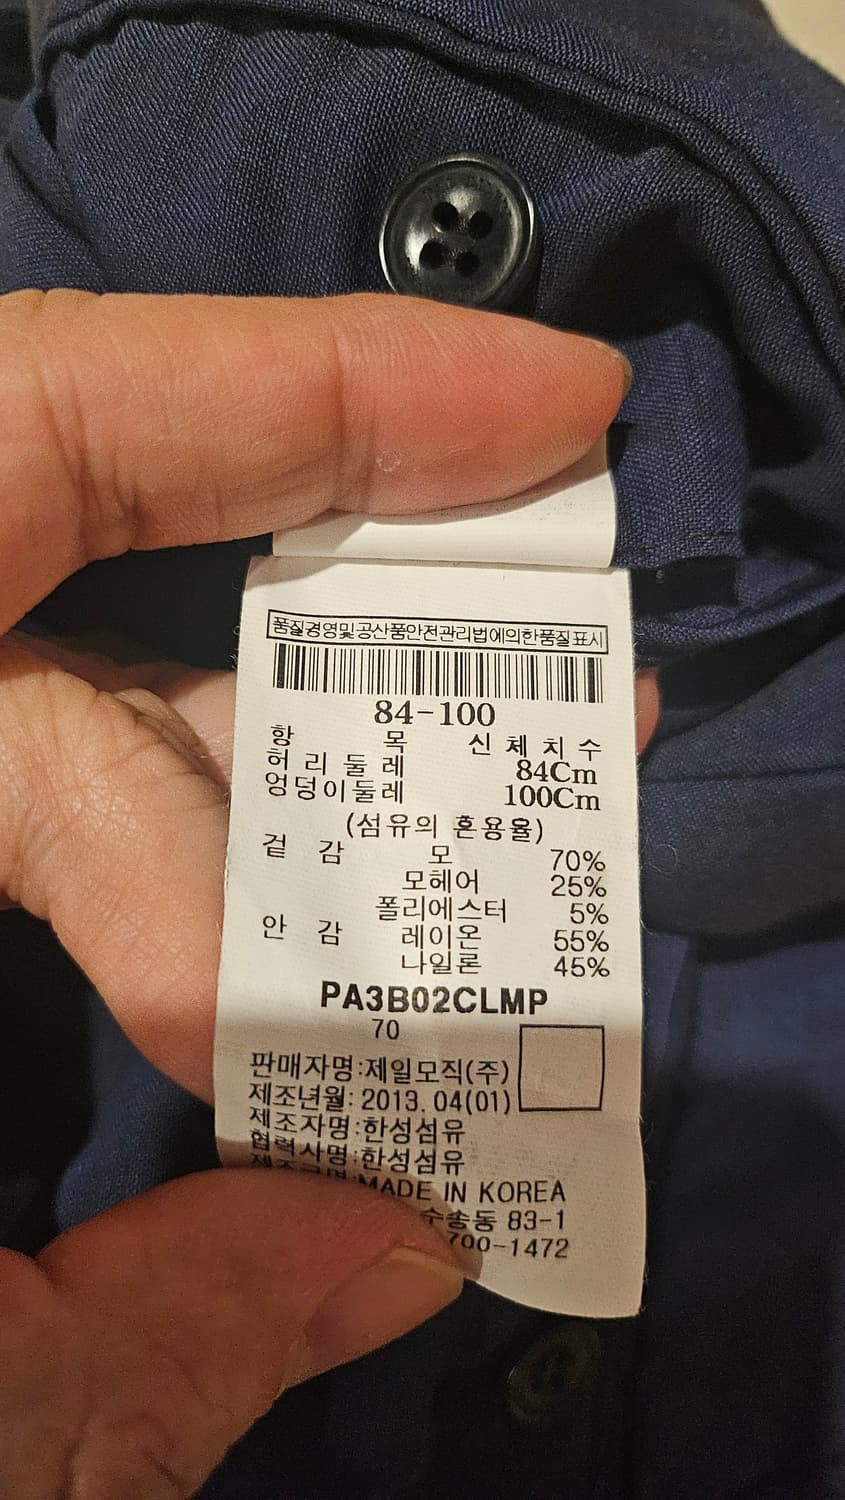 품질경영및공산품안전관리법에의한품질표시
84-100
항 목 신체치수
허리둘레 84Cm
엉덩이둘레 100Cm
(섬유의 혼용율)
겉 감 모 70%
모헤어 25%
폴리에스터 5%
안 감 레이온 55%
나일론 45%
PA3B02CLMP
70
판매자명:제일모직(주)
제조년월: 2013. 04(01)
제조자명:한성섬유
협력사명:한성섬유
MADE IN KOREA
수송동 83-1
700-1472